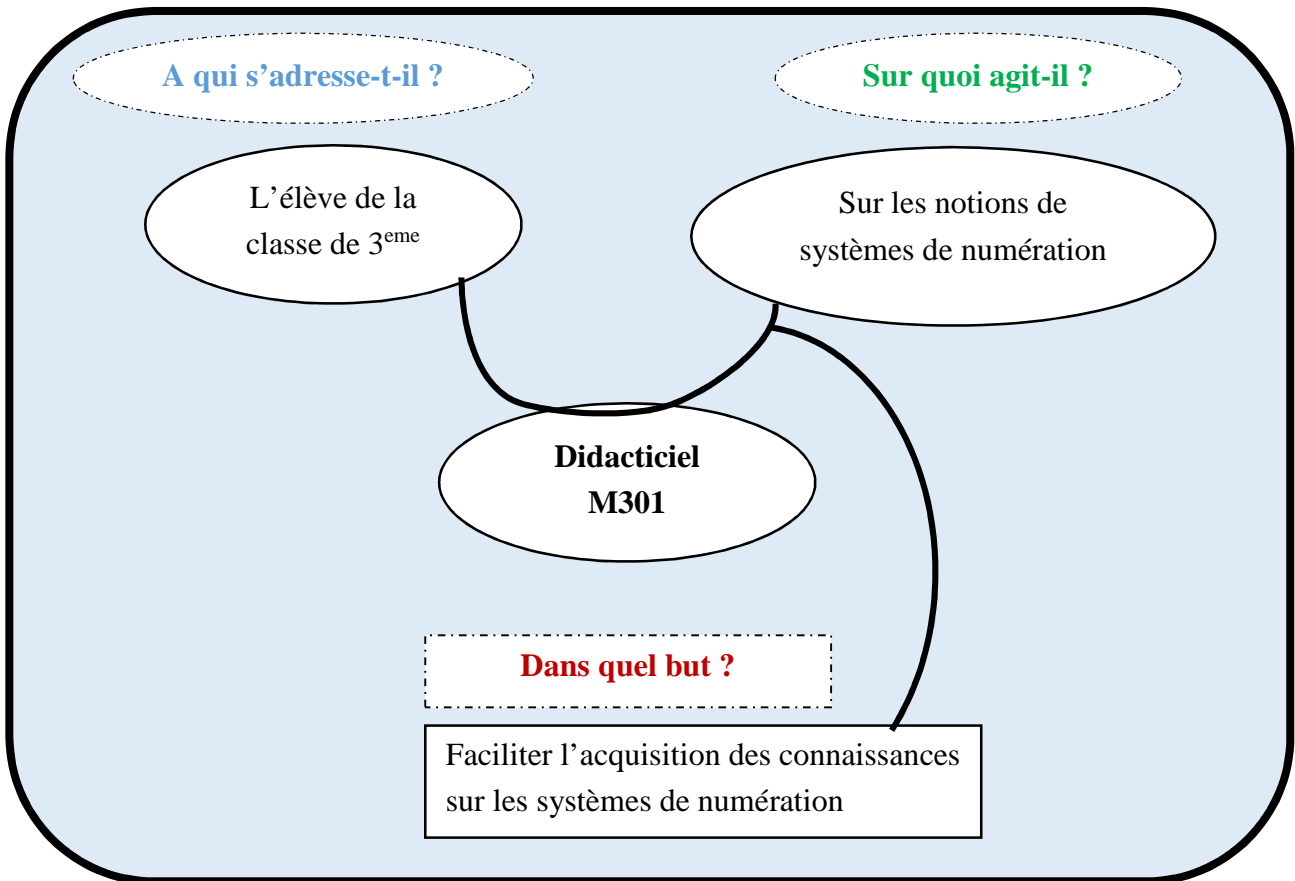 A qui s’adresse-t-il ?
Sur quoi agit-il ?
L’élève de la
classe de 3eme
Sur les notions de
systèmes de numération
Didacticiel
M301
Dans quel but ?
Faciliter l’acquisition des connaissances
sur les systèmes de numération